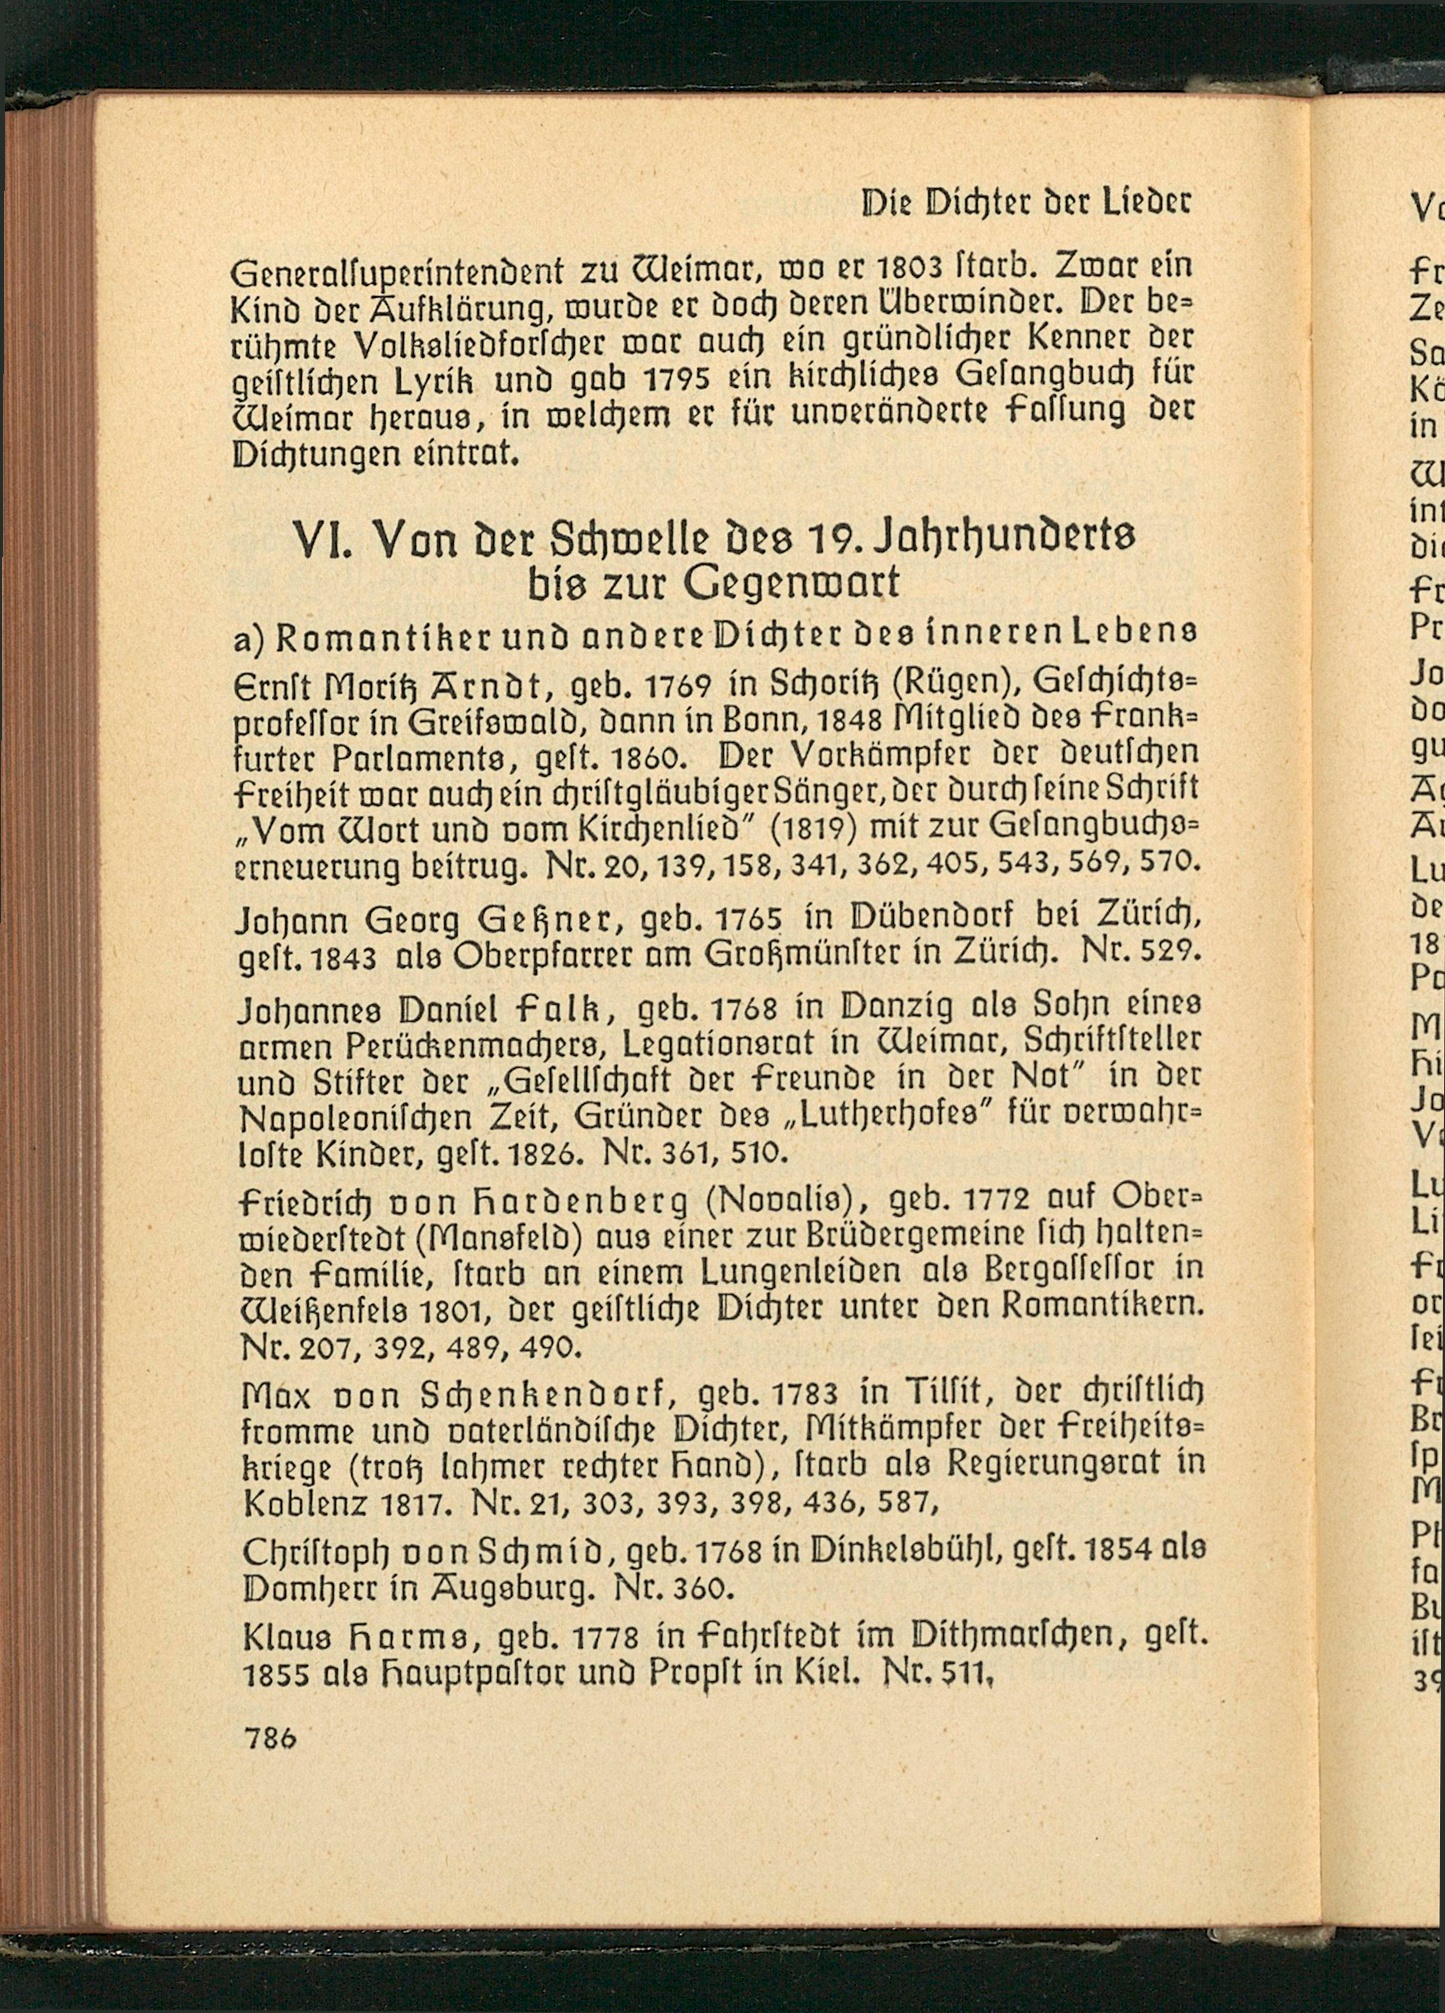 Die Dichter der Lieder
Generalſuperintendent zu Weimar, wo er 1803 ſtarb. Zwar ein
Kind der Aufklärung, wurde er doch deren Überwinder. Der be=
rühmte Volksliedforſcher war auch ein gründlicher Kenner der
geiſtlichen Lyrik und gab 1795 ein kirchliches Geſangbuch für
Weimar heraus, in welchem er für unveränderte Faſſung der
Dichtungen eintrat.
VI. Von der Schwelle des 19. Jahrhunderts
bis zur Gegenwart
a) Romantiker und andere Dichter des inneren Lebens
Ernſt Moritz Arndt, geb. 1769 in Schoritz (Rügen), Geſchichts=
profeſſor in Greifswald, dann in Bonn, 1848 Mitglied des Frank=
furter Parlaments, geſt. 1860. Der Vorkämpfer der deutſchen
Freiheit war auch ein chriſtgläubiger Sänger, der durch ſeine Schrift
„Vom Wort und vom Kirchenlied" (1819) mit zur Geſangbuchs=
erneuerung beitrug. Nr. 20, 139, 158, 341, 362, 405, 543, 569, 570.
Johann Georg Geßner, geb. 1765 in Dübendorf bei Zürich,
geſt. 1843 als Oberpfarrer am Großmünſter in Zürich. Nr. 529.
Johannes Daniel Falk, geb. 1768 in Danzig als Sohn eines
armen Perückenmachers, Legationsrat in Weimar, Schriftſteller
und Stifter der „Geſellſchaft der Freunde in der Not" in der
Napoleoniſchen Zeit, Gründer des „Lutherhofes" für verwahr=
loſte Kinder, geſt. 1826. Nr. 361, 510.
Friedrich von Hardenberg (Novalis), geb. 1772 auf Ober=
wiederſtedt (Mansfeld) aus einer zur Brüdergemeine ſich halten=
den Familie, ſtarb an einem Lungenleiden als Bergaſſeſſor in
Weißenfels 1801, der geiſtliche Dichter unter den Romantikern.
Nr. 207, 392, 489, 490.
Max von Schenkendorf, geb. 1783 in Tilſit, der chriſtlich
fromme und vaterländiſche Dichter, Mitkämpfer der Freiheits=
kriege (trotz lahmer rechter Hand), ſtarb als Regierungsrat in
Koblenz 1817. Nr. 21, 303, 393, 398, 436, 587,
Chriſtoph von Schmid, geb. 1768 in Dinkelsbühl, geſt. 1854 als
Domherr in Augsburg. Nr. 360.
Klaus Harms, geb. 1778 in Fahrſtedt im Dithmarſchen, geſt.
1855 als Hauptpaſtor und Propſt in Kiel. Nr. 511,
786